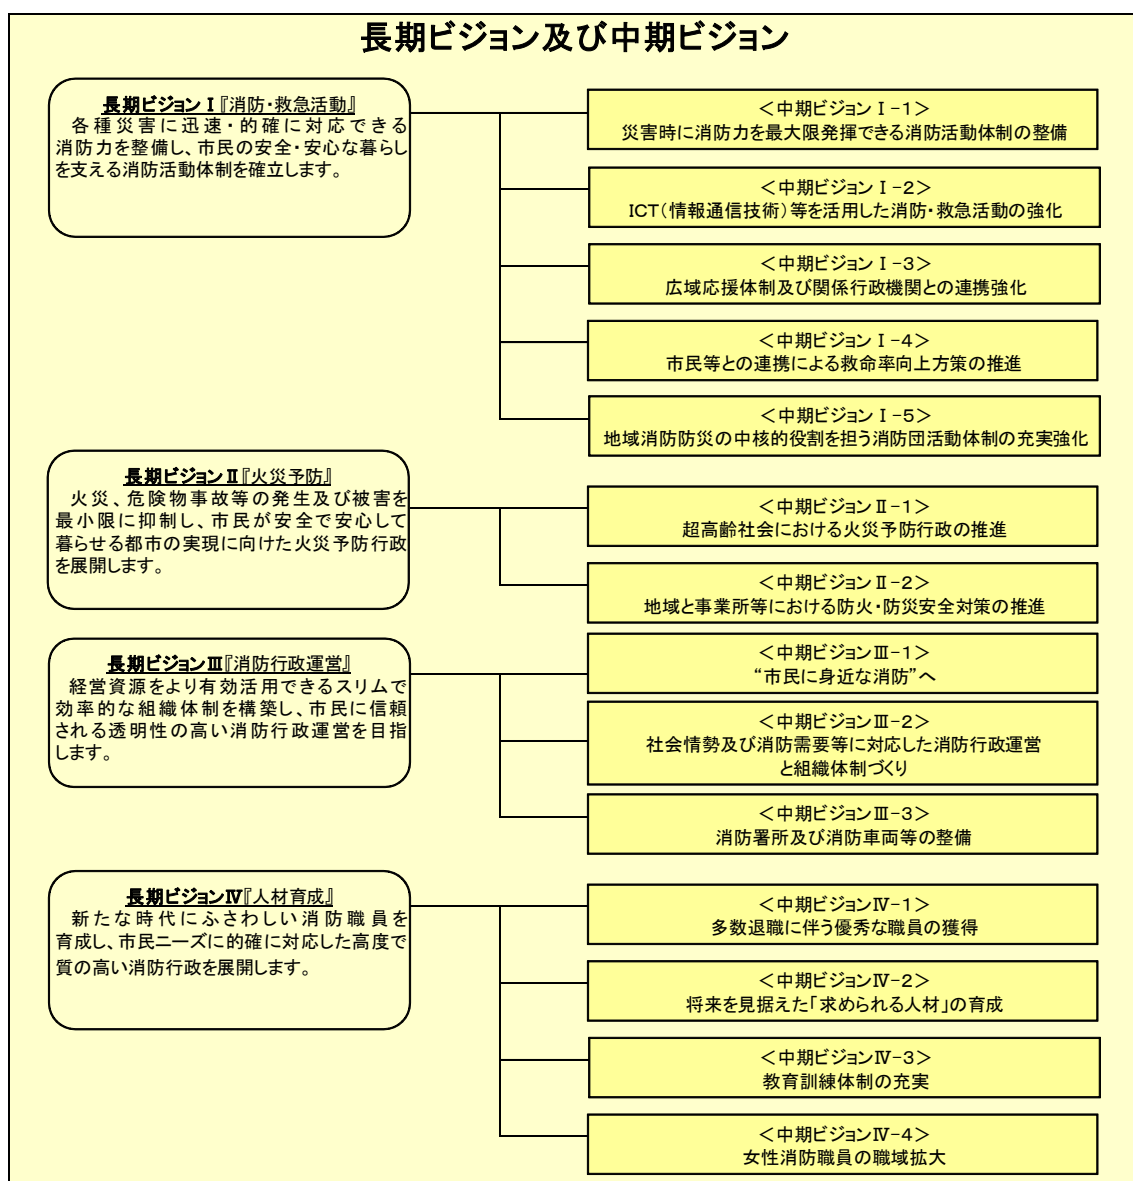 長期ビジョン及び中期ビジョン
長期ビジョンⅠ『消防・救急活動』
各種災害に迅速・的確に対応できる
消防力を整備し、市民の安全・安心な暮らし
を支える消防活動体制を確立します。
＜中期ビジョンⅠ-1＞
災害時に消防力を最大限発揮できる消防活動体制の整備
＜中期ビジョンⅠ-2＞
ICT（情報通信技術）等を活用した消防・救急活動の強化
＜中期ビジョンⅠ-3＞
広域応援体制及び関係行政機関との連携強化
＜中期ビジョンⅠ-4＞
市民等との連携による救命率向上方策の推進
＜中期ビジョンⅠ-5＞
地域消防防災の中核的役割を担う消防団活動体制の充実強化
長期ビジョンⅡ『火災予防』
火災、危険物事故等の発生及び被害を
最小限に抑制し、市民が安全で安心して
暮らせる都市の実現に向けた火災予防行政
を展開します。
＜中期ビジョンⅡ-1＞
超高齢社会における火災予防行政の推進
＜中期ビジョンⅡ-2＞
地域と事業所等における防火・防災安全対策の推進
長期ビジョンⅢ『消防行政運営』
経営資源をより有効活用できるスリムで
効率的な組織体制を構築し、市民に信頼
される透明性の高い消防行政運営を目指
します。
＜中期ビジョンⅢ-1＞
“市民に身近な消防”へ
＜中期ビジョンⅢ-2＞
社会情勢及び消防需要等に対応した消防行政運営
と組織体制づくり
＜中期ビジョンⅢ-3＞
消防署所及び消防車両等の整備
長期ビジョンⅣ『人材育成』
新たな時代にふさわしい消防職員を
育成し、市民ニーズに的確に対応した高度で
質の高い消防行政を展開します。
＜中期ビジョンⅣ-1＞
多数退職に伴う優秀な職員の獲得
＜中期ビジョンⅣ-2＞
将来を見据えた「求められる人材」の育成
＜中期ビジョンⅣ-3＞
教育訓練体制の充実
＜中期ビジョンⅣ-4＞
女性消防職員の職域拡大